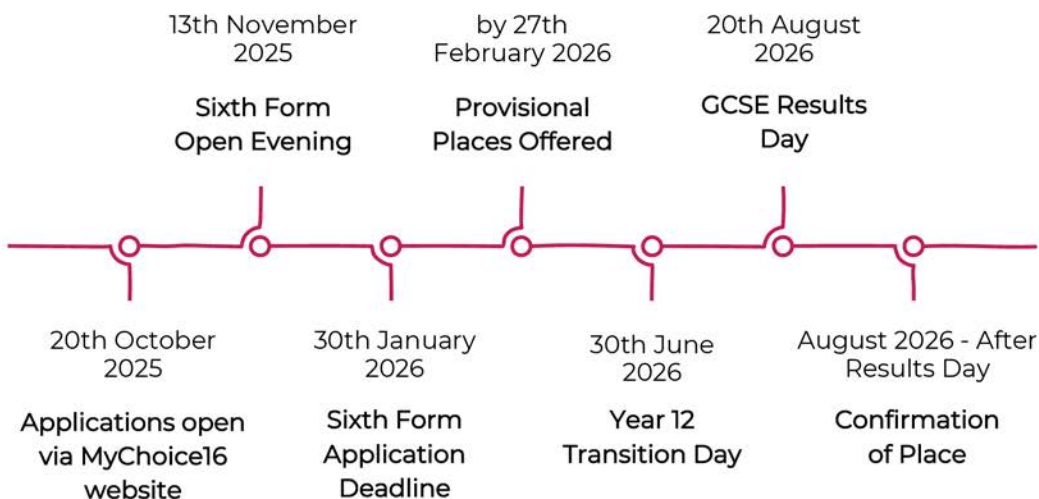 13th November
2025
Sixth Form
Open Evening
by 27th
February 2026
Provisional
Places Offered
20th August
2026
GCSE Results
Day
20th October
2025
Applications open
via MyChoice16
website
30th January
2026
Sixth Form
Application
Deadline
30th June
2026
Year 12
Transition Day
August 2026 - After
Results Day
Confirmation
of Place